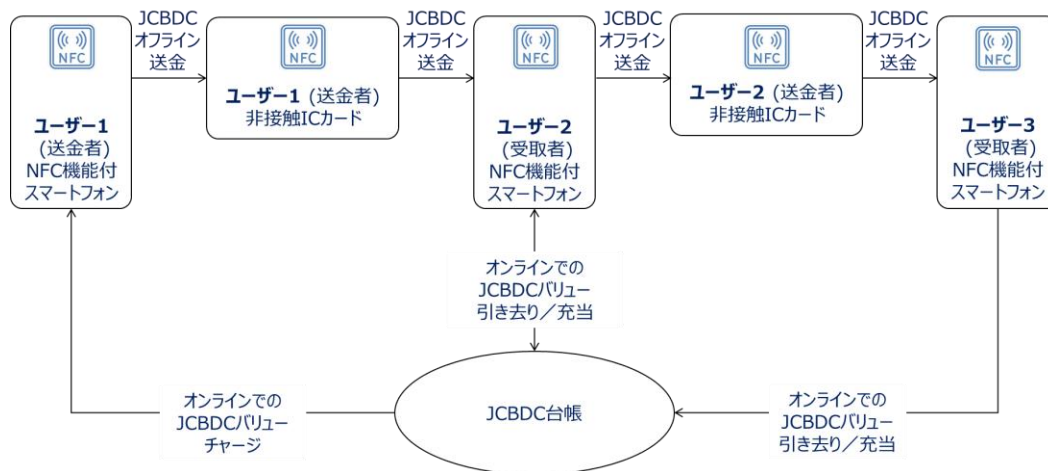 JCBDC
オフライン
送金
JCBDC
オフライン
送金
JCBDC
オフライン
送金
JCBDC
オフライン
送金
NFC
ユーザー1
(送金者)
NFC機能付
スマートフォン
NFC
ユーザー1 (送金者)
非接触ICカード
NFC
ユーザー2
(受取者)
NFC機能付
スマートフォン
NFC
ユーザー2 (送金者)
非接触ICカード
NFC
ユーザー3
(受取者)
NFC機能付
スマートフォン
オンラインでの
JCBDCバリュー
引き去り／充当
オンラインでの
JCBDCバリュー
チャージ
JCBDC台帳
オンラインでの
JCBDCバリュー
引き去り／充当